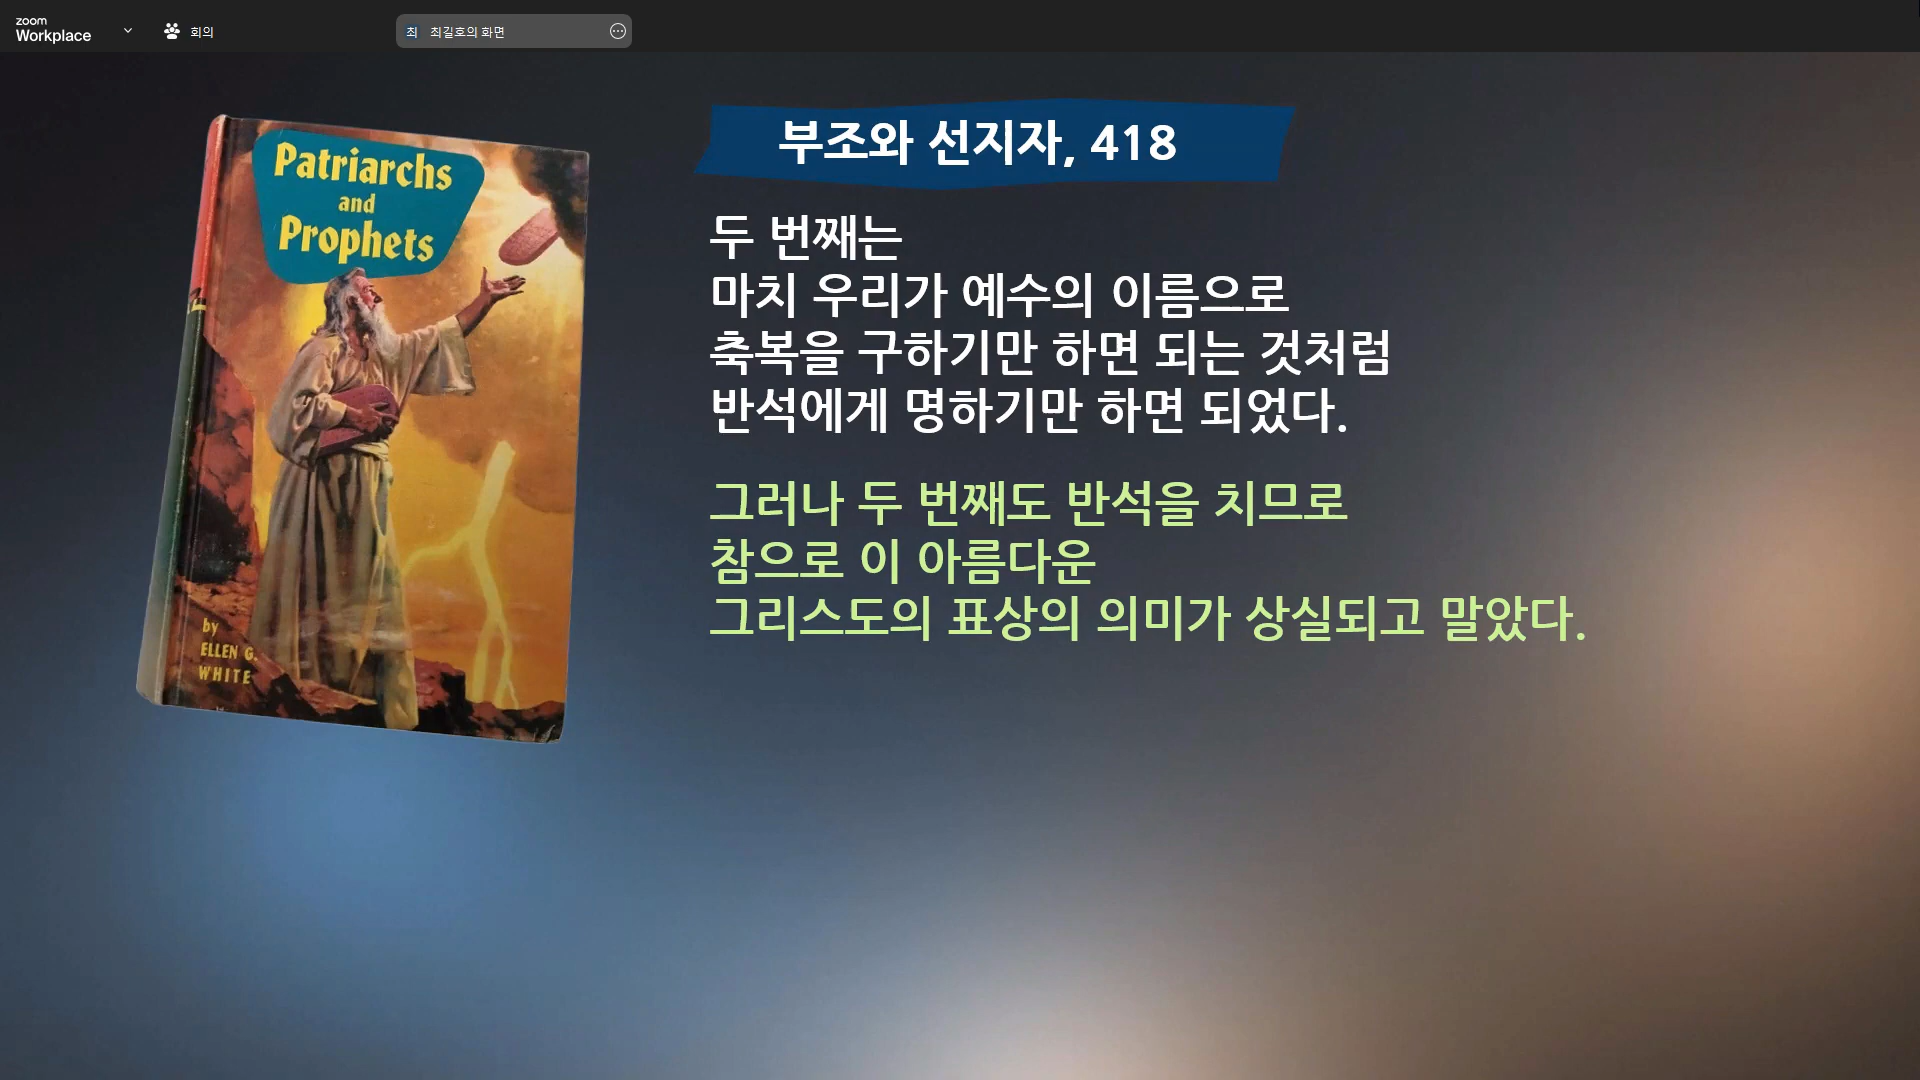 zoom
Workplace
회의
최 최길호의 화면
Patriarchs
and
Prophets
by
ELLEN G.
WHITE
부조와 선지자, 418
두 번째는
마치 우리가 예수의 이름으로
축복을 구하기만 하면 되는 것처럼
반석에게 명하기만 하면 되었다.
그러나 두 번째도 반석을 치므로
참으로 이 아름다운
그리스도의 표상의 의미가 상실되고 말았다.